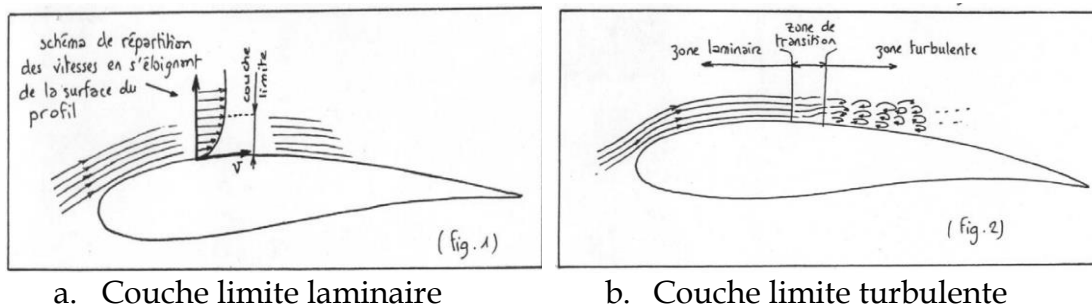 schéma de répartition
des vitesses en s'éloignant
de la surface du
profil
couche
limite
V
(fig.1)
zone laminaire
zone de
transition
zone turbulente
(fig.2)
a. Couche limite laminaire
b. Couche limite turbulente